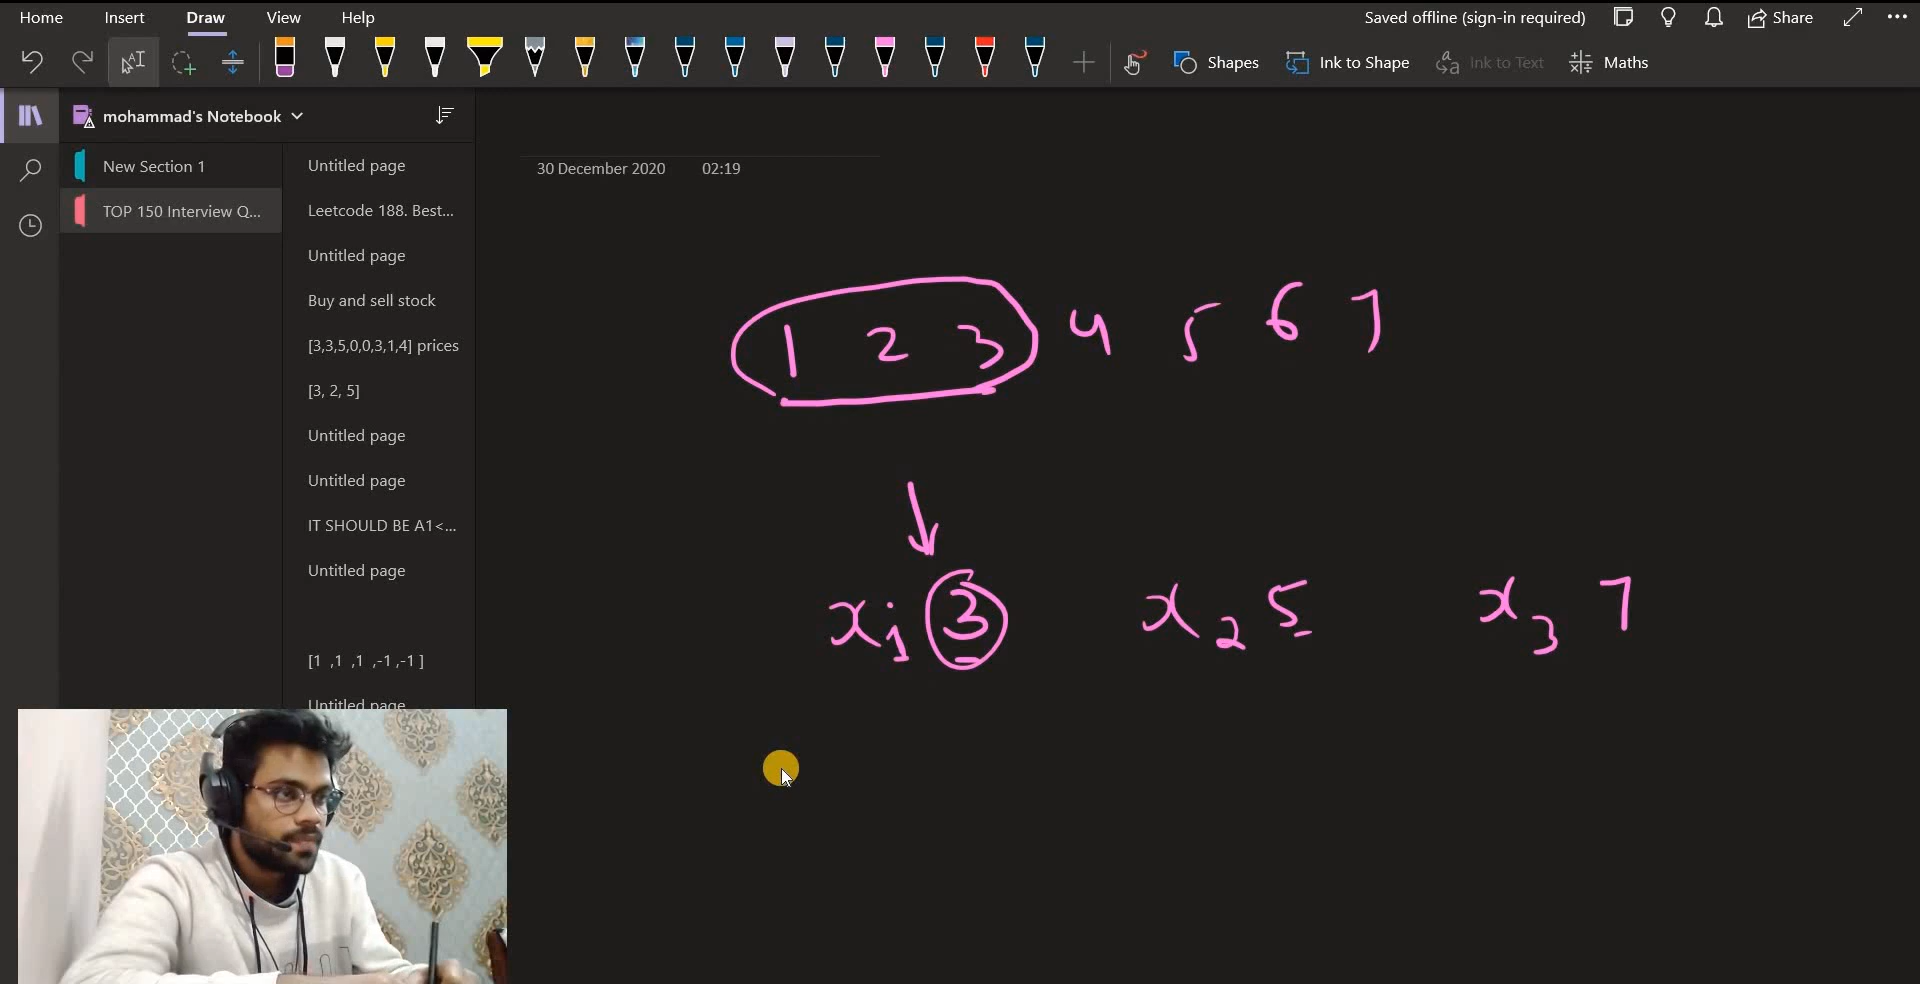 Home Insert Draw View Help Saved offline (sign-in required) Share
Shapes Ink to Shape Ink to Text Maths
mohammad's Notebook
New Section 1
TOP 150 Interview Q...
Untitled page
Leetcode 188. Best...
Untitled page
Buy and sell stock
[3,3,5,0,0,3,1,4] prices
[3, 2, 5]
Untitled page
Untitled page
IT SHOULD BE A1<...
Untitled page
[1 ,1 ,1 ,-1 ,-1 ]
Untitled page
30 December 2020 02:19
1 2 3 4 5 6 7
x1 3 x2 5 x3 7